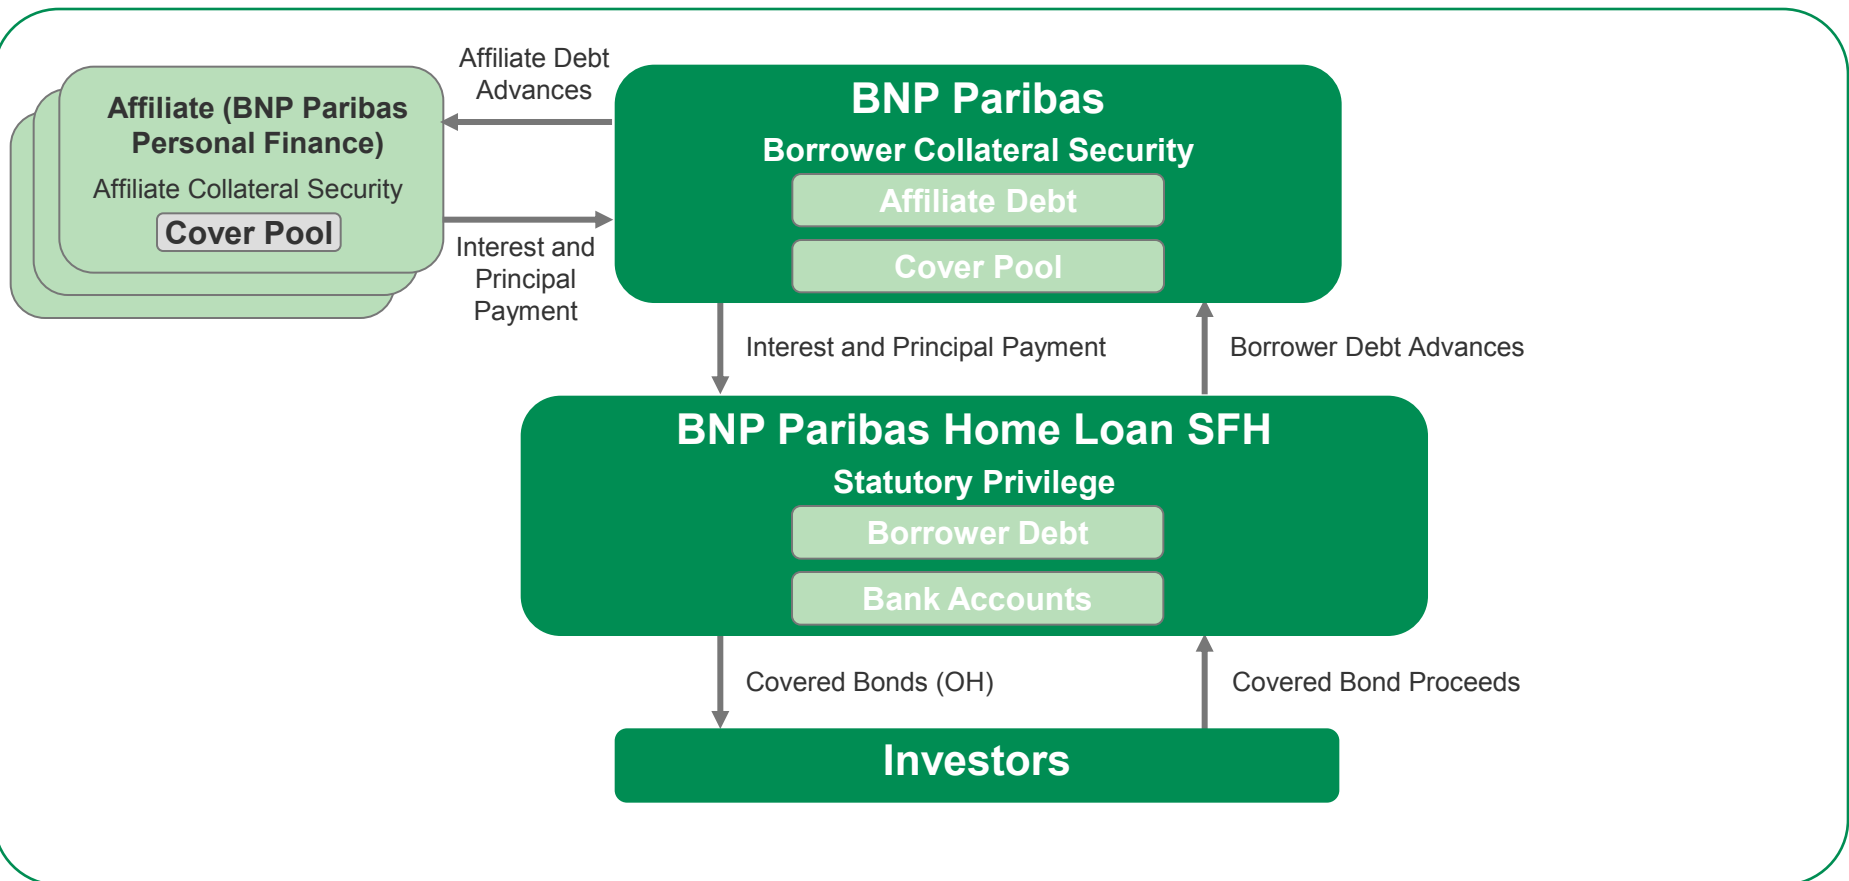 Affiliate Debt
Advances
Affiliate (BNP Paribas
Personal Finance)
Affiliate Collateral Security
Cover Pool
Interest and
Principal
Payment
BNP Paribas
Borrower Collateral Security
Affiliate Debt
Cover Pool
Interest and Principal Payment
Borrower Debt Advances
BNP Paribas Home Loan SFH
Statutory Privilege
Borrower Debt
Bank Accounts
Covered Bonds (OH)
Covered Bond Proceeds
Investors